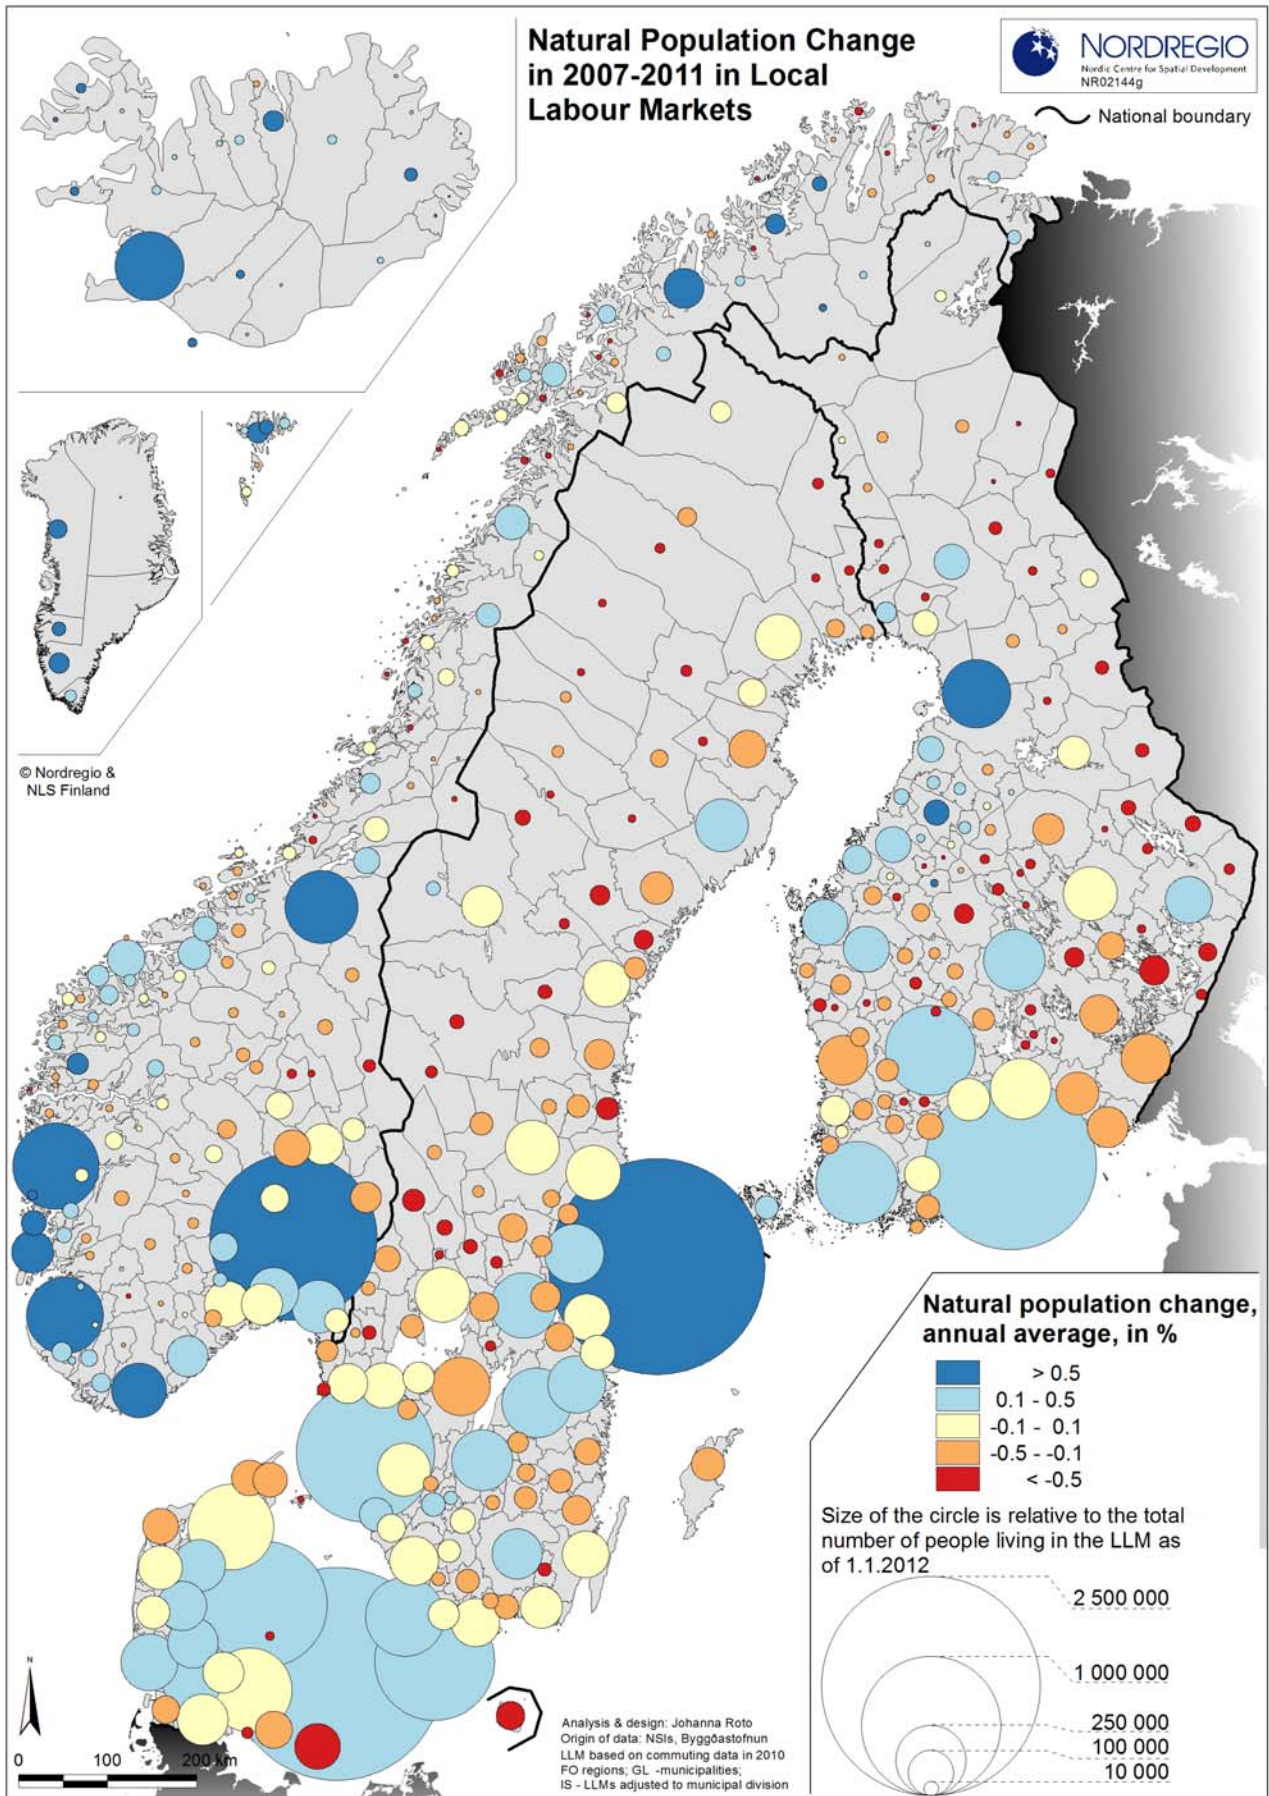 Natural Population Change
in 2007-2011 in Local
Labour Markets
NORDREGIO
Nordic Centre for Spatial Development
NR02144g
National boundary
© Nordregio &
NLS Finland
Natural population change,
annual average, in %
> 0.5
0.1 - 0.5
-0.1 - 0.1
-0.5 - -0.1
< -0.5
Size of the circle is relative to the total
number of people living in the LLM as
of 1.1.2012
2 500 000
1 000 000
250 000
100 000
10 000
N
0 100 200 km
Analysis & design: Johanna Roto
Origin of data: NSIs, Byggðastofnun
LLM based on commuting data in 2010
FO regions; GL -municipalities;
IS - LLMs adjusted to municipal division